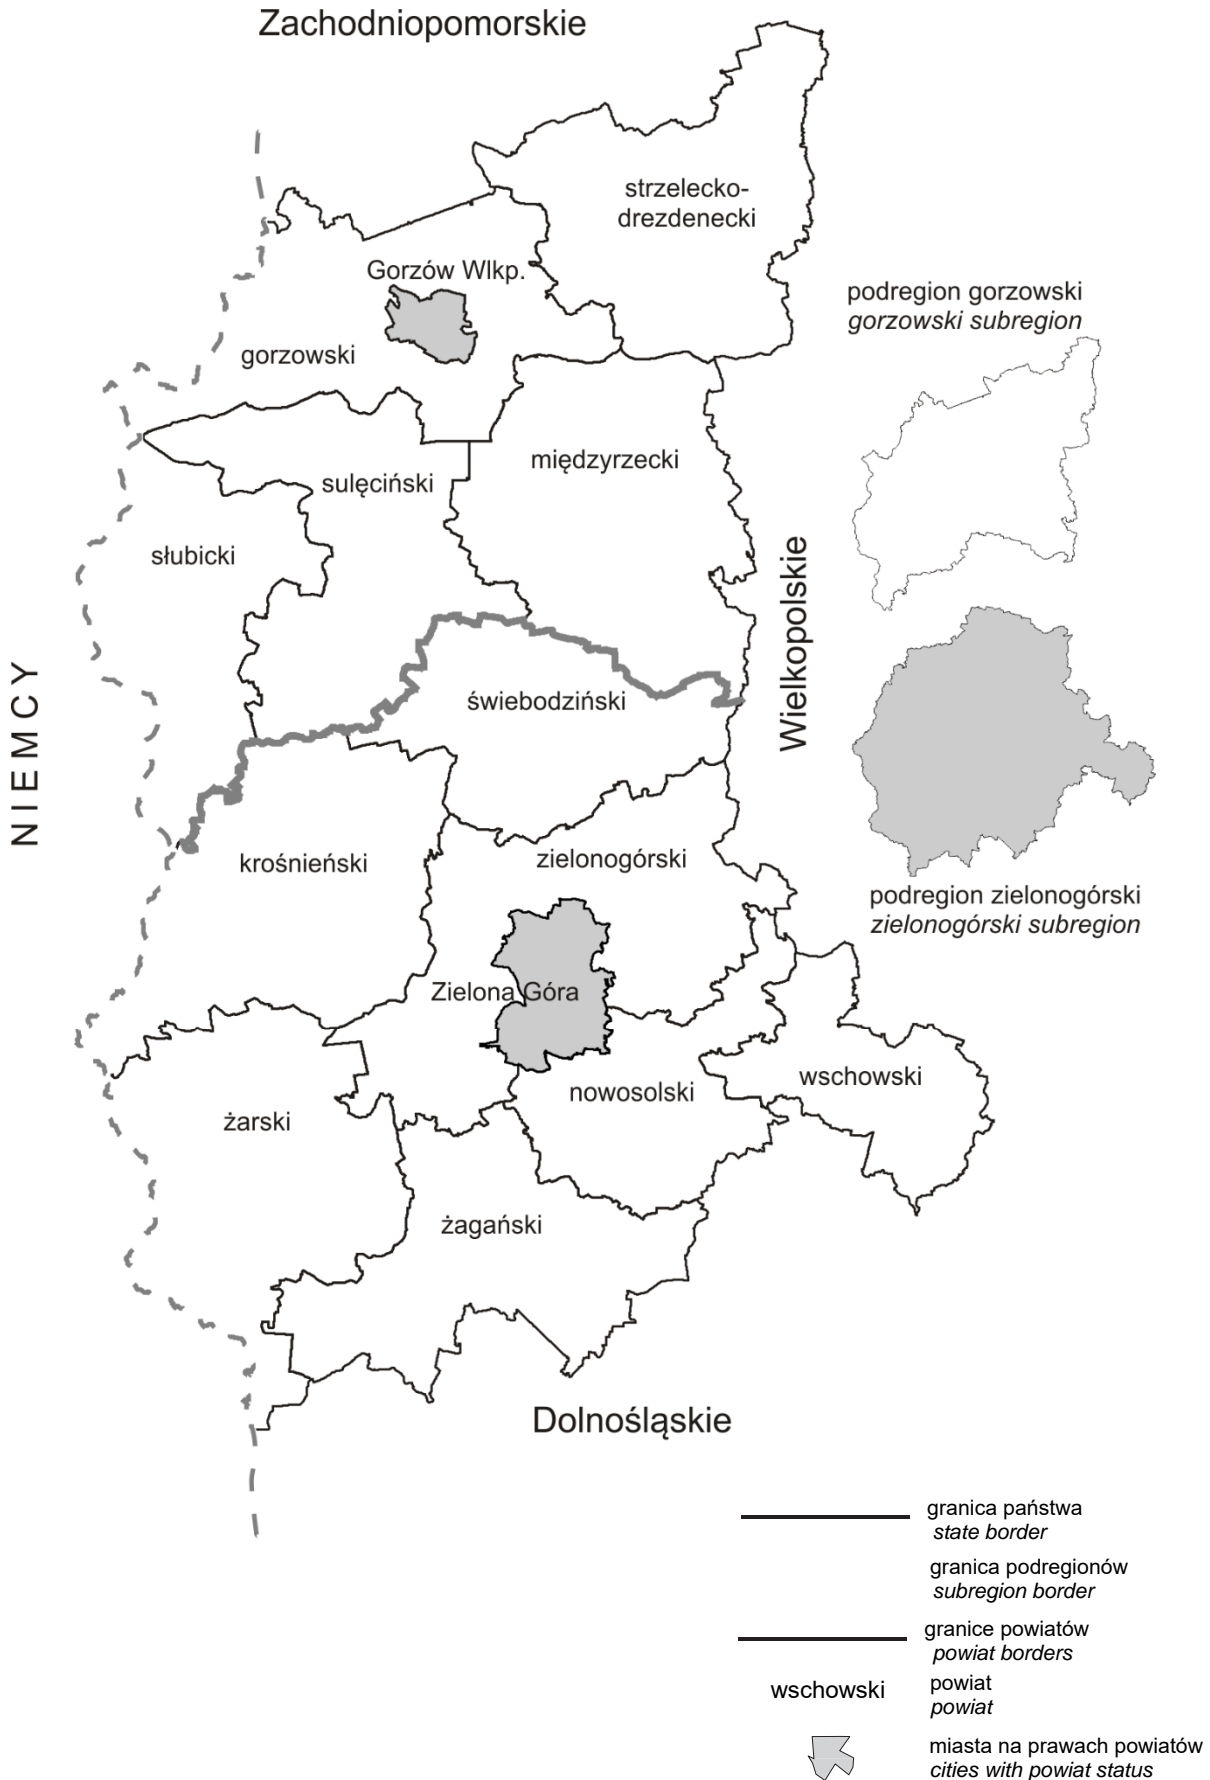 Zachodniopomorskie
strzelecko-
drezdenecki
Gorzów Wlkp.
gorzowski
podregion gorzowski
gorzowski subregion
międzyrzecki
sulęciński
słubicki
Wielkopolskie
NIEMCY
świebodziński
krośnieński
zielonogórski
podregion zielonogórski
zielonogórski subregion
Zielona Góra
nowosolski
wschowski
żarski
żagański
Dolnośląskie
granica państwa
state border
granica podregionów
subregion border
granice powiatów
powiat borders
wschowski
powiat
powiat
miasta na prawach powiatów
cities with powiat status